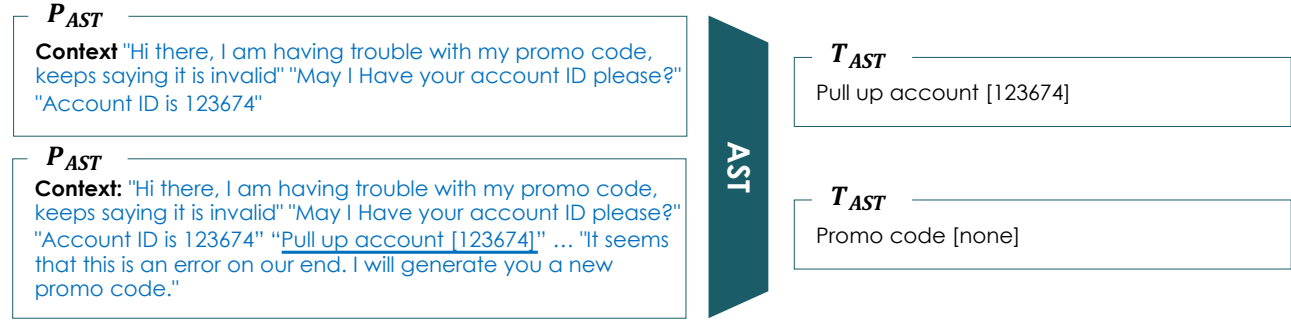 P_AST
Context "Hi there, I am having trouble with my promo code,
keeps saying it is invalid" "May I Have your account ID please?"
"Account ID is 123674"
P_AST
Context: "Hi there, I am having trouble with my promo code,
keeps saying it is invalid" "May I Have your account ID please?"
"Account ID is 123674" “Pull up account [123674]” … "It seems
that this is an error on our end. I will generate you a new
promo code."
AST
T_AST
Pull up account [123674]
T_AST
Promo code [none]